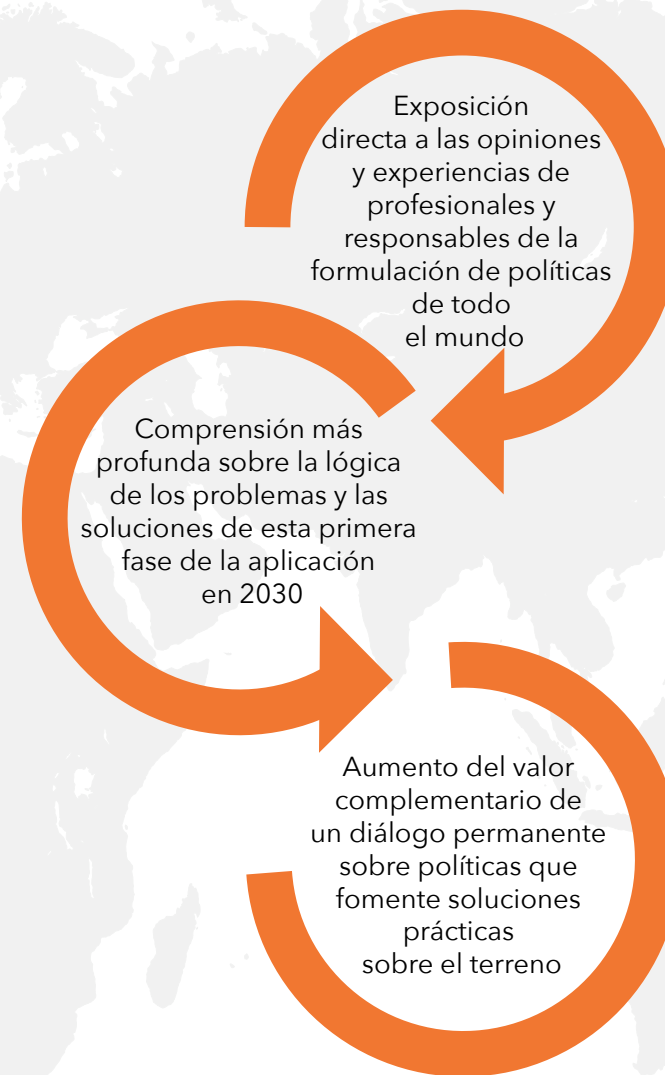 Exposición
directa a las opiniones
y experiencias de
profesionales y
responsables de la
formulación de políticas
de todo
el mundo
Comprensión más
profunda sobre la lógica
de los problemas y las
soluciones de esta primera
fase de la aplicación
en 2030
Aumento del valor
complementario de
un diálogo permanente
sobre políticas que
fomente soluciones
prácticas
sobre el terreno